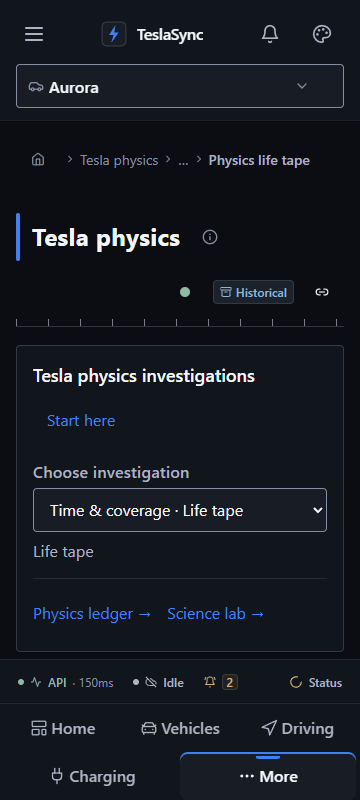 TeslaSync
Aurora
Tesla physics ... Physics life tape
Tesla physics
Historical
Tesla physics investigations
Start here
Choose investigation
Time & coverage · Life tape
Life tape
Physics ledger → Science lab →
API · 150ms Idle 2 Status
Home Vehicles Driving
Charging More